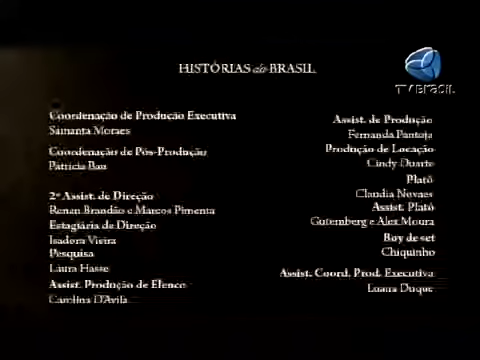 HISTÓRIAS do BRASIL
TVBRASIL
Coordenação de Produção Executiva
Samanta Moraes
Coordenação de Pós-Produção
Patricia Bau
2º Assist. de Direção
Renan Brandão e Marcos Pimenta
Estagiária de Direção
Isadora Vieira
Pesquisa
Laura Hasse
Assist. Produção de Elenco
Carolina D'Avila
Assist. de Produção
Fernanda Pantoja
Produção de Locação
Cindy Duarte
Platô
Claudia Novaes
Assist. Platô
Gutemberg e Alex Moura
Boy de set
Chiquinho
Assist. Coord. Prod. Executiva
Luana Duque